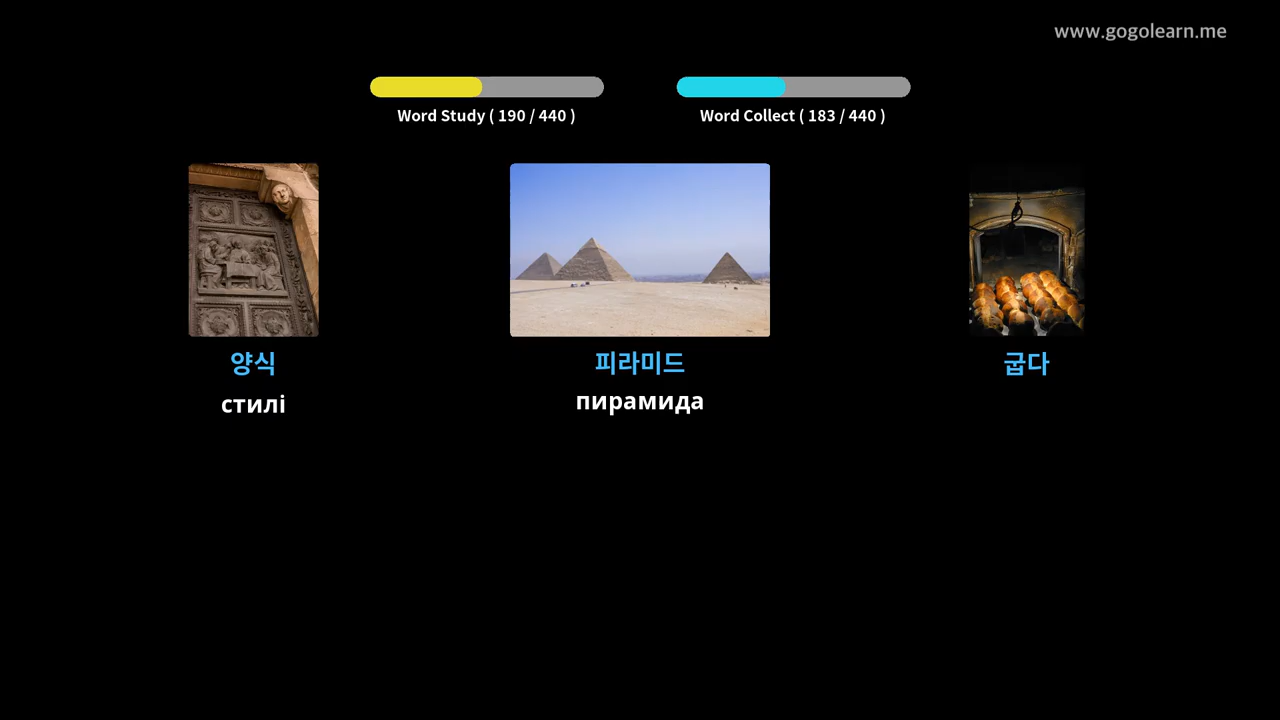 www.gogolearn.me
Word Study ( 190 / 440 )
Word Collect ( 183 / 440 )
양식
피라미드
굽다
стилі
пирамида